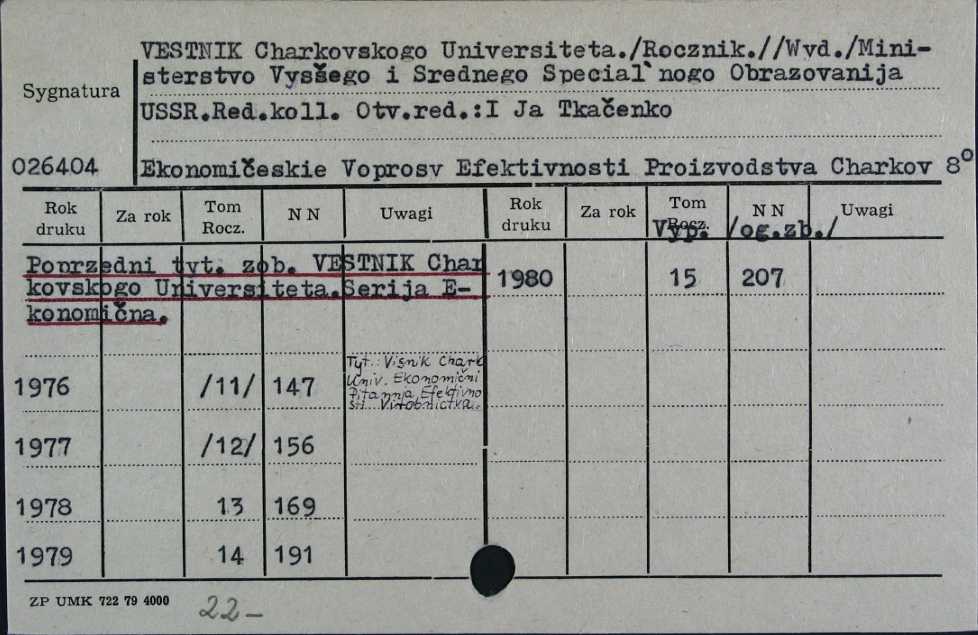 VESTNIK Charkovskogo Universiteta./Rocznik.//Wyd./Mini-
sterstvo Vysšego i Srednego Special`nogo Obrazovanija
Sygnatura
USSR.Red.koll. Otv.red.:I Ja Tkačenko
026404 Ekonomičeskie Voprosy Efektivnosti Proizvodstva Charkov 8°
Rok druku Za rok Tom Rocz. N N Uwagi Rok druku Za rok Tom Rocz. N N Uwagi
Vyp. /og.zb./
Poprzedni tyt. zob. VESTNIK Char
kovskogo Universiteta.Serija E-
konomična.
1980 15 207
1976 /11/ 147 Tyt.: Visnik Chark
Univ. Ekonomični
Pitannja Efektivno
sti Virobnictva.
1977 /12/ 156
1978 13 169
1979 14 191
ZP UMK 722 79 4000
22-